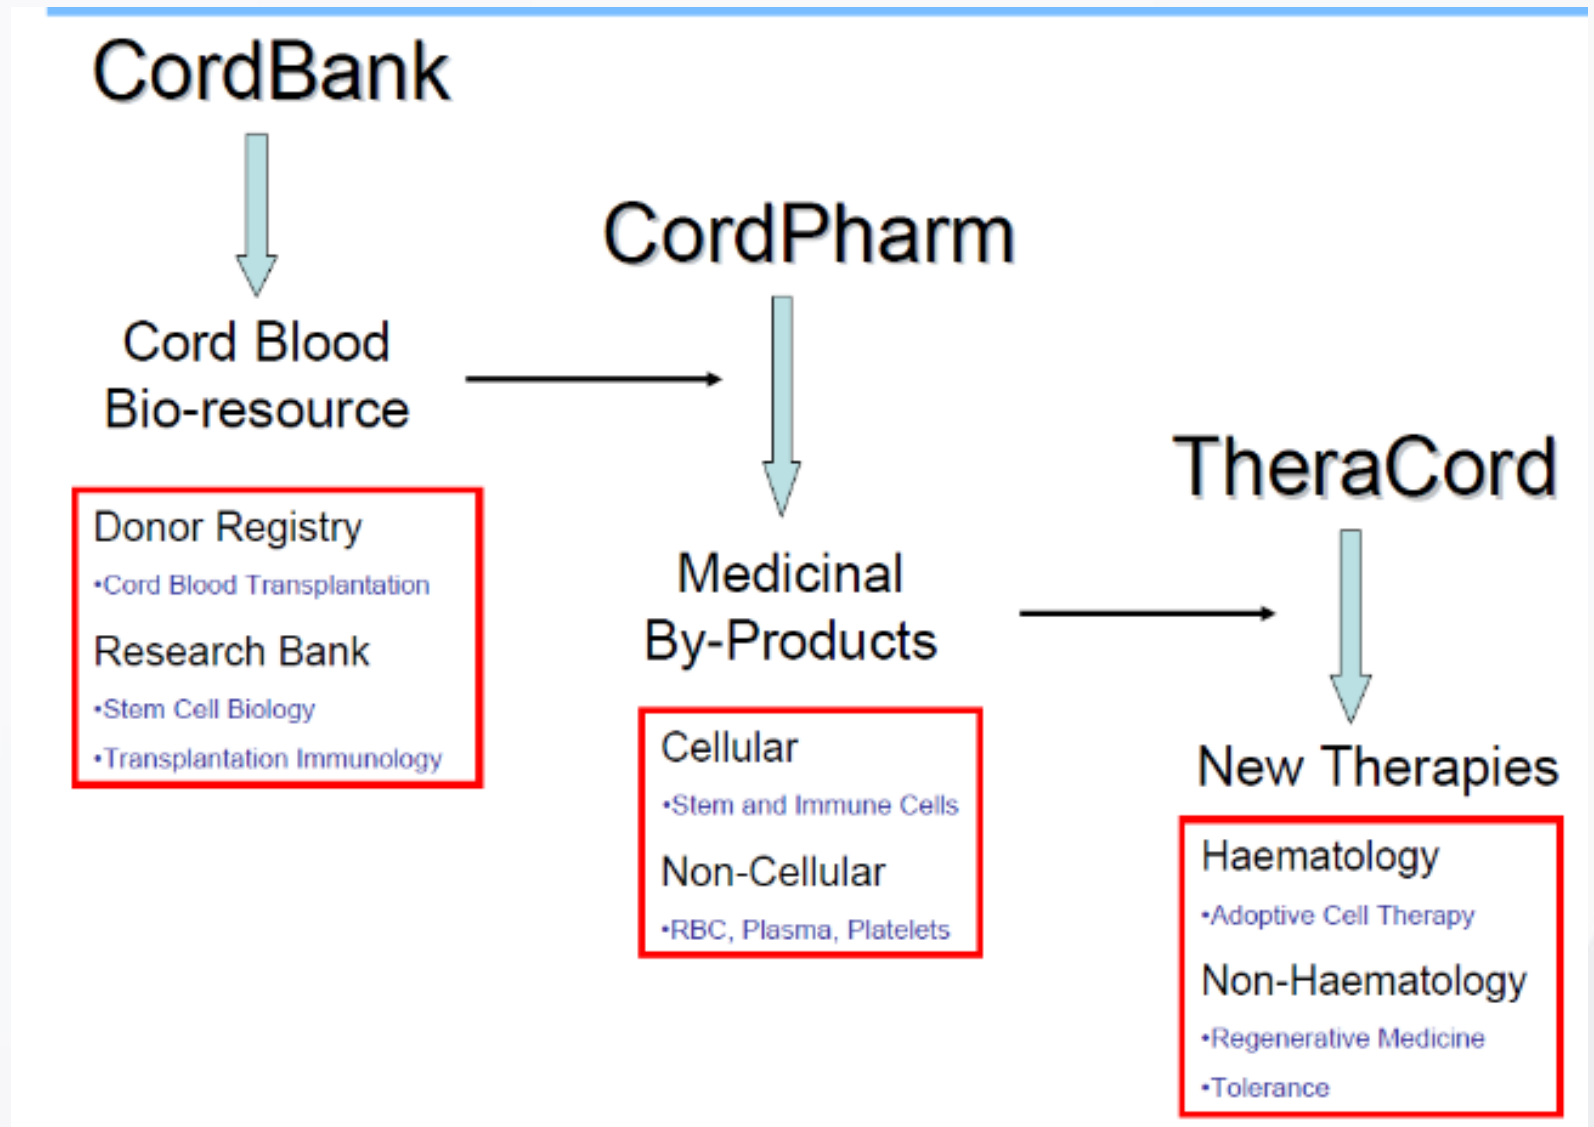 CordBank
Cord Blood
Bio-resource
Donor Registry
•Cord Blood Transplantation
Research Bank
•Stem Cell Biology
•Transplantation Immunology
CordPharm
Medicinal
By-Products
Cellular
•Stem and Immune Cells
Non-Cellular
•RBC, Plasma, Platelets
TheraCord
New Therapies
Haematology
•Adoptive Cell Therapy
Non-Haematology
•Regenerative Medicine
•Tolerance